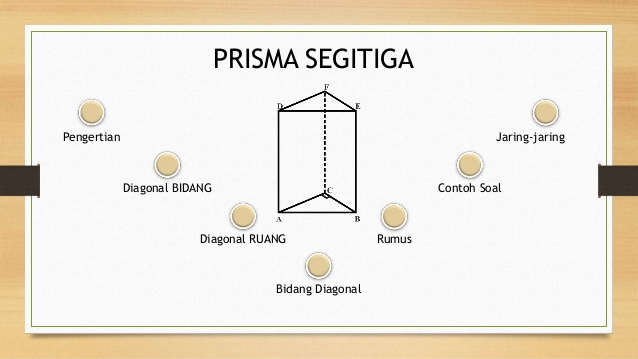 PRISMA SEGITIGA
F
D E
Pengertian Jaring-jaring
Diagonal BIDANG C Contoh Soal
A B
Diagonal RUANG Rumus
Bidang Diagonal